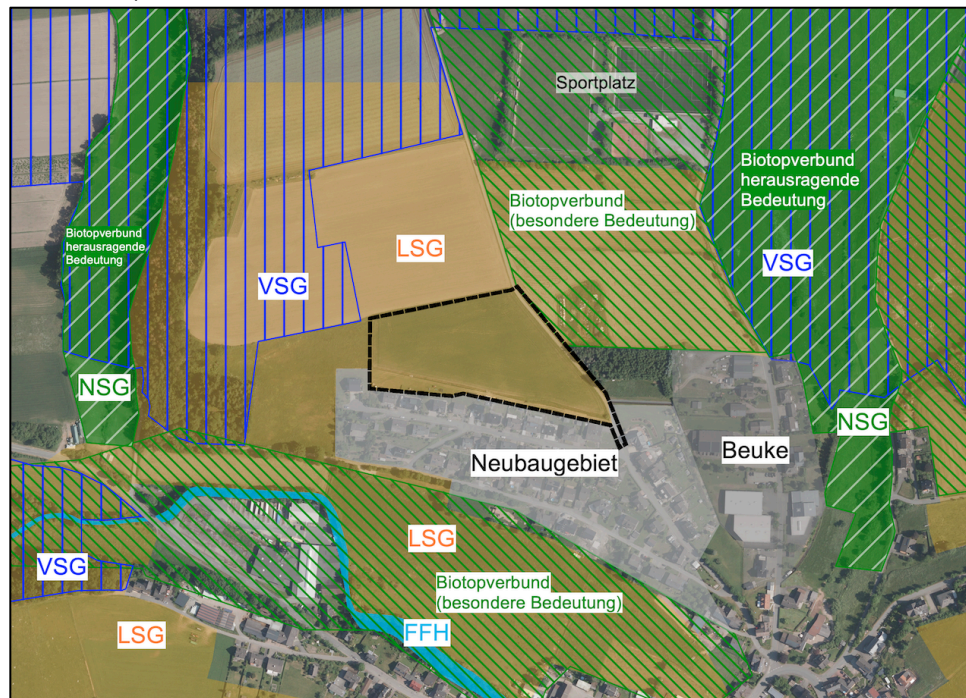 Sportplatz
Biotopverbund
herausragende
Bedeutung
Biotopverbund
(besondere Bedeutung)
Biotopverbund
herausragende
Bedeutung
LSG
VSG
VSG
NSG
NSG
Neubaugebiet
Beuke
LSG
VSG
Biotopverbund
(besondere Bedeutung)
LSG
FFH